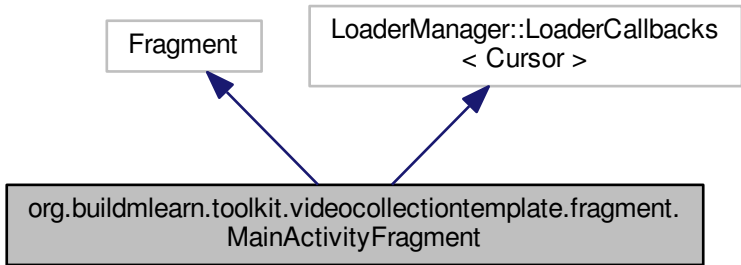 Fragment
LoaderManager::LoaderCallbacks
< Cursor >
org.buildmlearn.toolkit.videocollectiontemplate.fragment.
MainActivityFragment